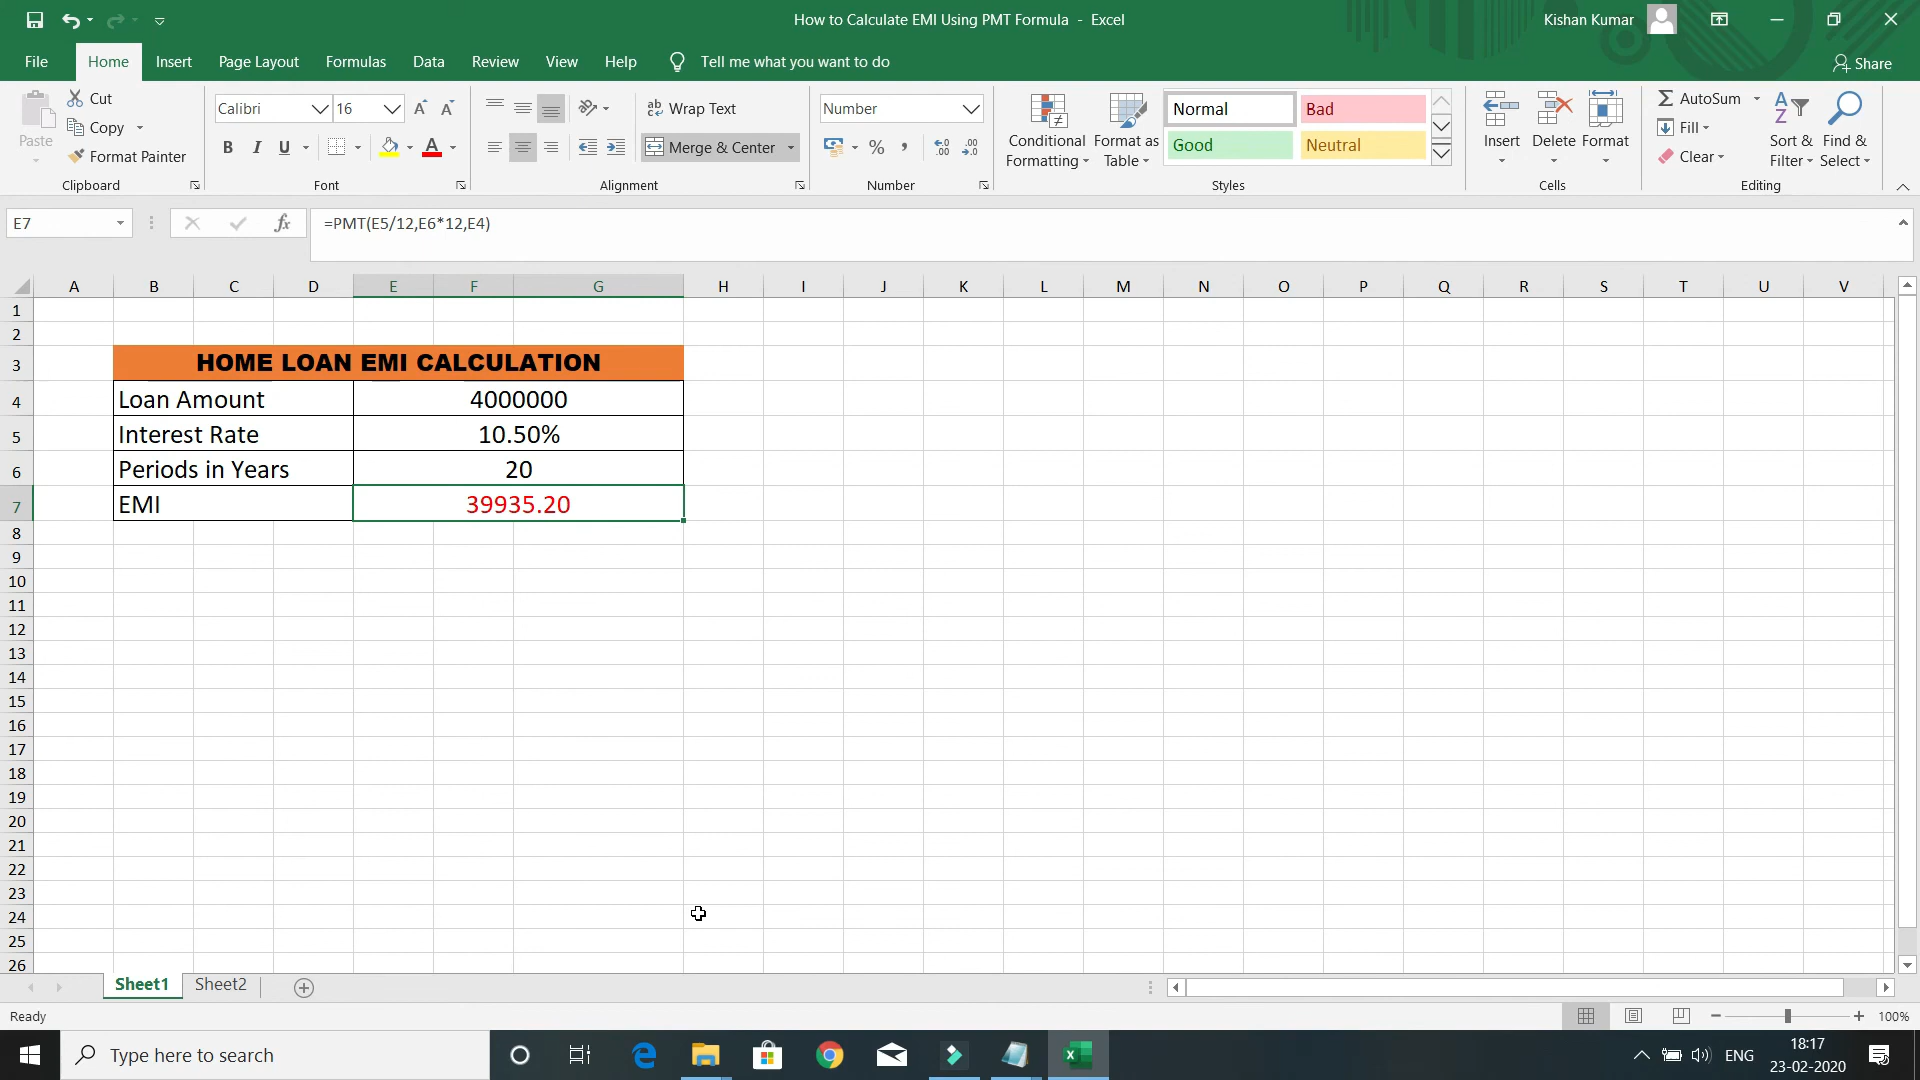 How to Calculate EMI Using PMT Formula - Excel
Kishan Kumar
File Home Insert Page Layout Formulas Data Review View Help Tell me what you want to do Share
Paste
Cut
Copy
Format Painter
Clipboard
Calibri 16
B I U A
Font
Wrap Text
Merge & Center
Alignment
Number
% ,
Number
Conditional Formatting
Format as Table
Normal Bad
Good Neutral
Styles
Insert Delete Format
Cells
AutoSum
Fill
Clear
Sort & Filter
Find & Select
Editing
E7 fx =PMT(E5/12,E6*12,E4)
A B C D E F G H I J K L M N O P Q R S T U V
1
2
3 HOME LOAN EMI CALCULATION
4 Loan Amount 4000000
5 Interest Rate 10.50%
6 Periods in Years 20
7 EMI 39935.20
8
9
10
11
12
13
14
15
16
17
18
19
20
21
22
23
24
25
26
Sheet1 Sheet2
Ready 100%
Type here to search
ENG
18:17
23-02-2020